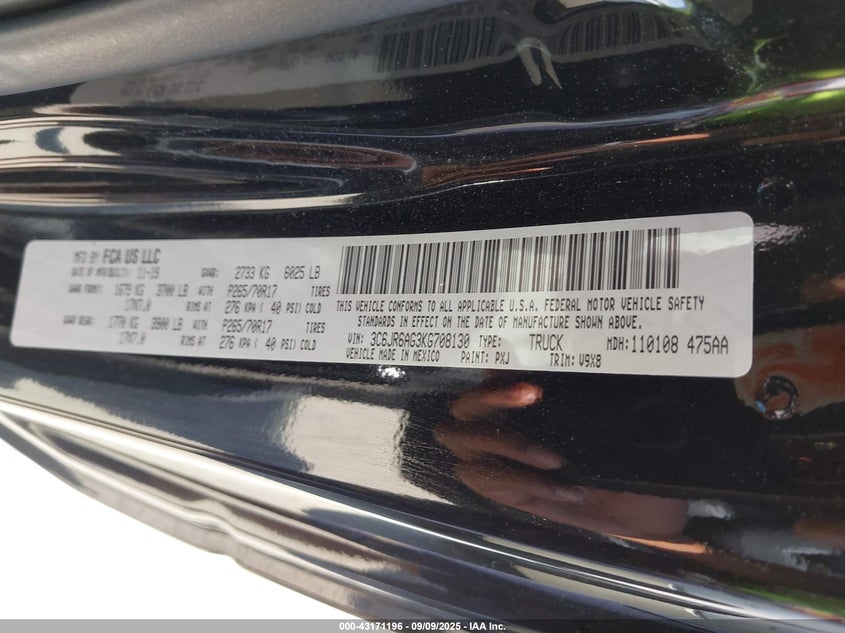 MFD BY FCA US LLC
DATE OF MFR/BUILT: 11-19 GVWR: 2733 KG 6025 LB
GAWR FRONT: 1679 KG 3700 LB WITH P265/70R17 TIRES
17X7.0 RIMS AT 276 KPA ( 40 PSI) COLD
GAWR REAR: 1770 KG 3900 LB WITH P265/70R17 TIRES
17X7.0 RIMS AT 276 KPA ( 40 PSI) COLD
THIS VEHICLE CONFORMS TO ALL APPLICABLE U.S.A. FEDERAL MOTOR VEHICLE SAFETY
STANDARDS IN EFFECT ON THE DATE OF MANUFACTURE SHOWN ABOVE.
VIN: 3C6JR6AG3KG708130 TYPE: TRUCK MDH: 110108 475AA
VEHICLE MADE IN MEXICO PAINT: PXJ TRIM: V9X8
000-43171196 - 09/09/2025 - IAA Inc.